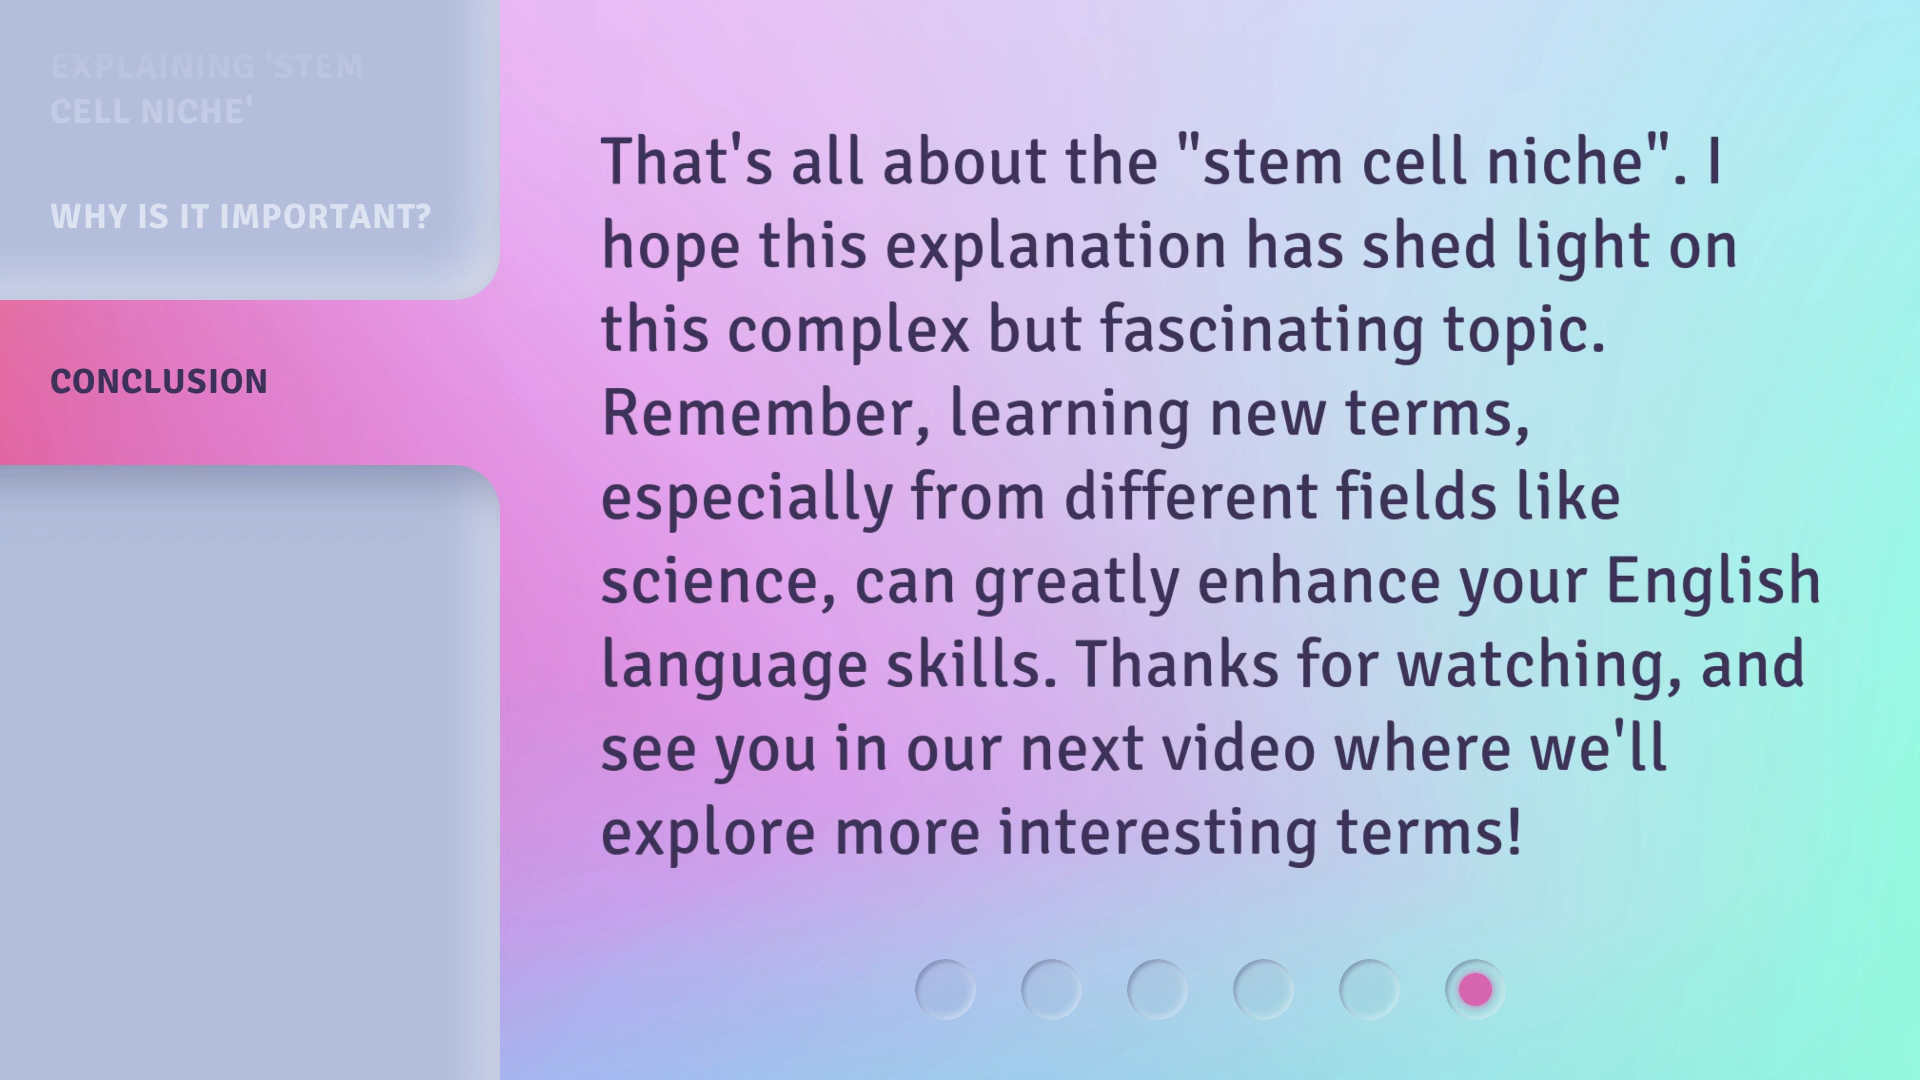 EXPLAINING 'STEM
CELL NICHE'
WHY IS IT IMPORTANT?
CONCLUSION
That's all about the "stem cell niche". I
hope this explanation has shed light on
this complex but fascinating topic.
Remember, learning new terms,
especially from different fields like
science, can greatly enhance your English
language skills. Thanks for watching, and
see you in our next video where we'll
explore more interesting terms!